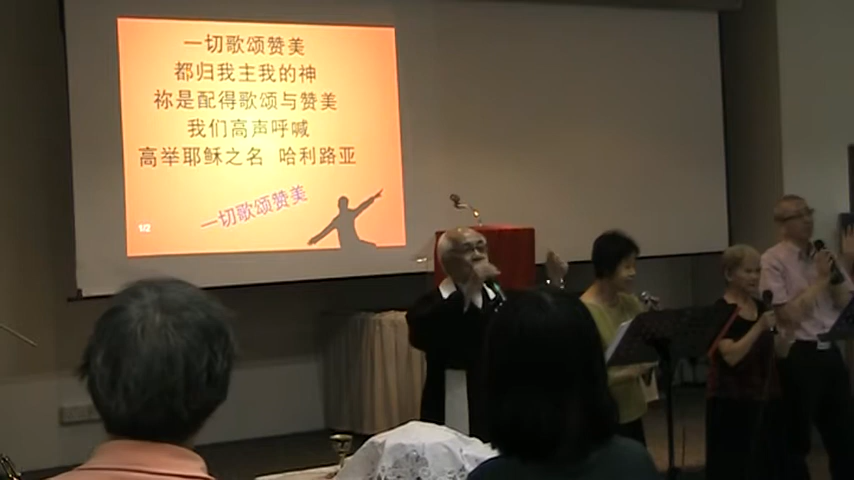 一切歌颂赞美
都归我主我的神
祢是配得歌颂与赞美
我们高声呼喊
高举耶稣之名 哈利路亚
一切歌颂赞美
1/2